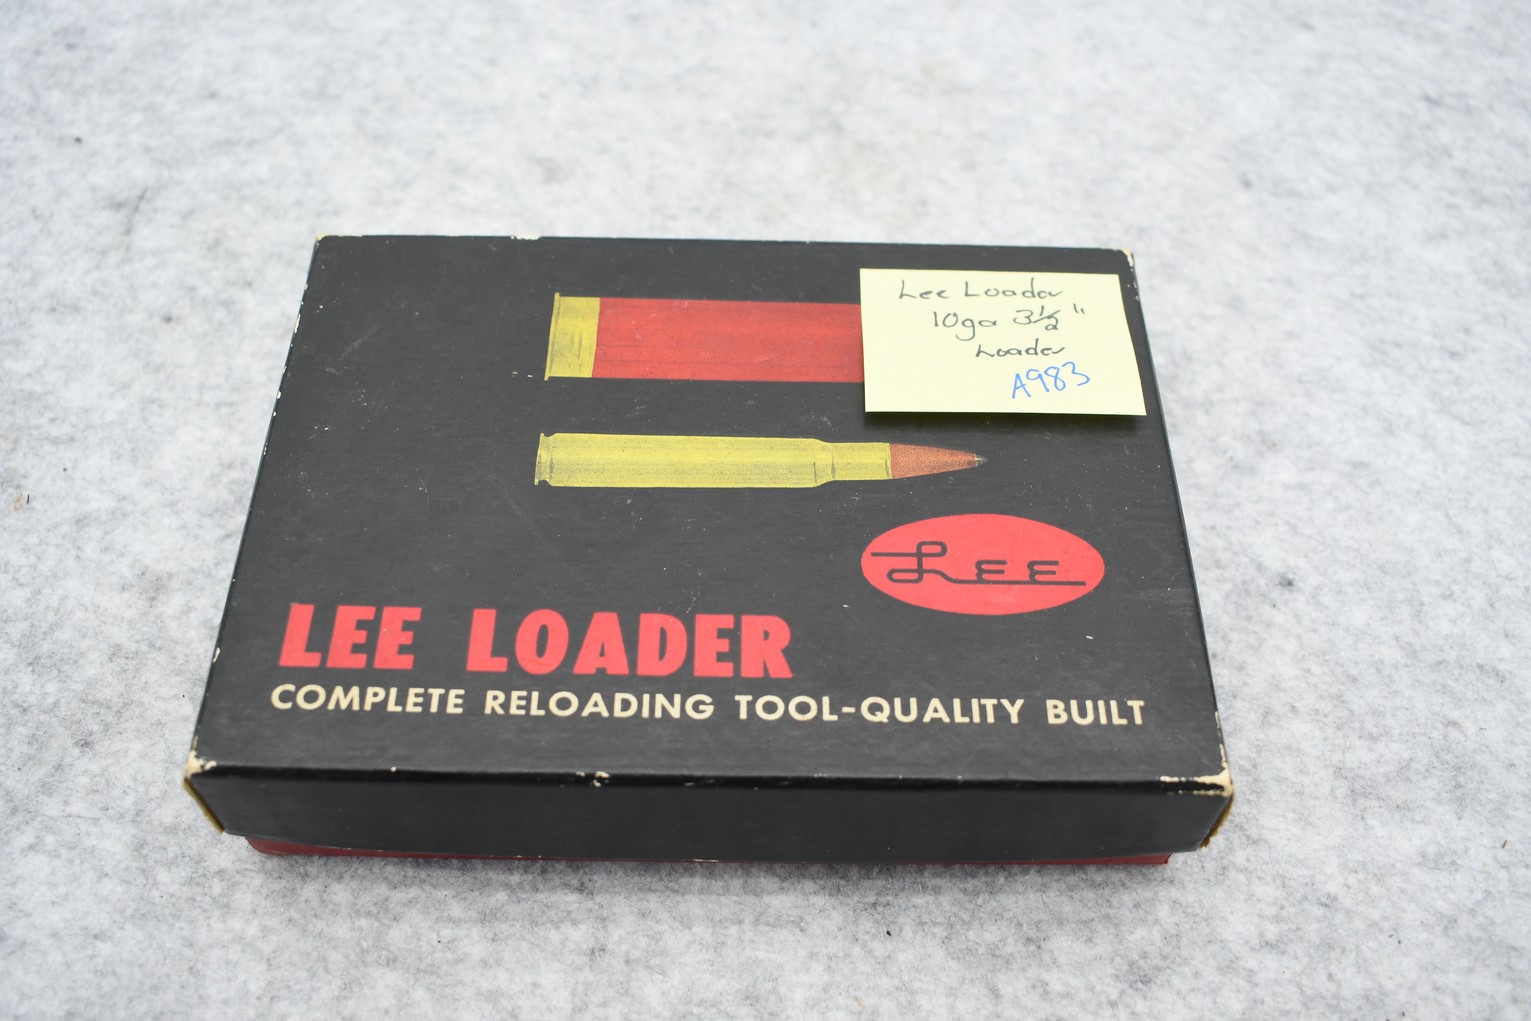 Lee Loader
10ga 3½"
Loader
A983
LEE
LEE LOADER
COMPLETE RELOADING TOOL-QUALITY BUILT